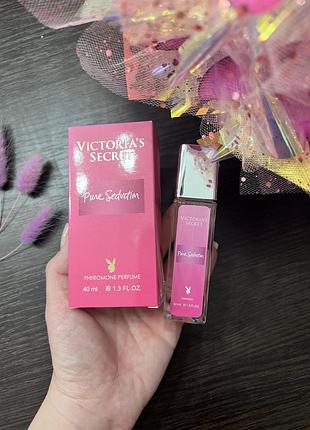 VICTORIA'S
SECRET
Pure Seduction
PHEROMONE PERFUME
40 ml ℮ 1.3 FL.OZ.
VICTORIA'S
SECRET
Pure Seduction